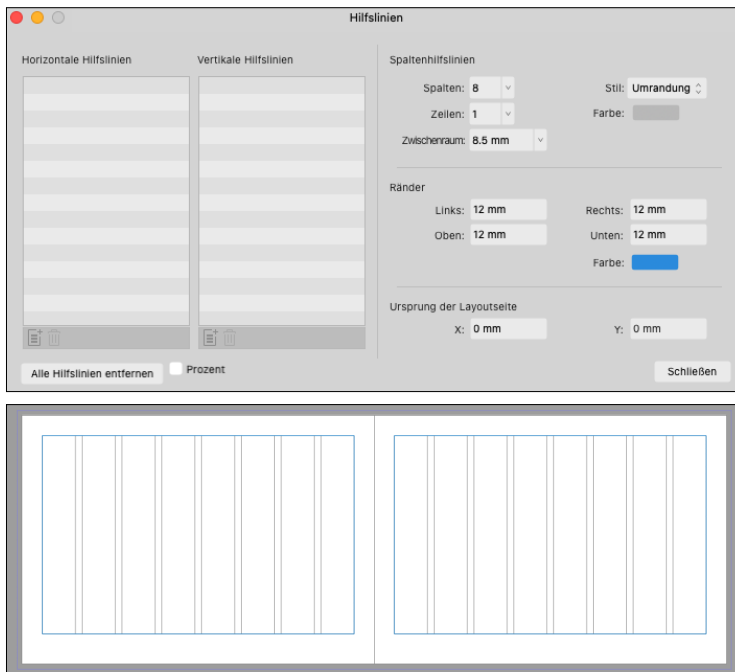 Hilfslinien
Horizontale Hilfslinien
Vertikale Hilfslinien
Spaltenhilfslinien
Spalten: 8
Stil: Umrandung
Zeilen: 1
Farbe:
Zwischenraum: 8.5 mm
Ränder
Links: 12 mm
Rechts: 12 mm
Oben: 12 mm
Unten: 12 mm
Farbe:
Ursprung der Layoutseite
X: 0 mm
Y: 0 mm
Alle Hilfslinien entfernen
Prozent
Schließen